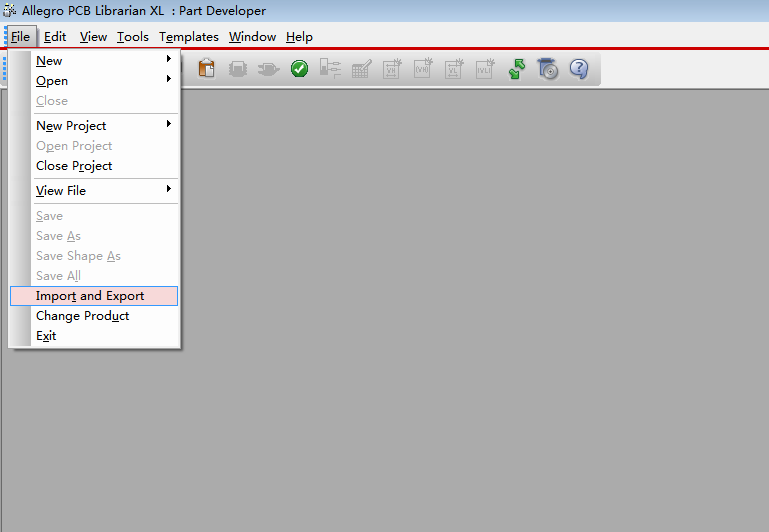 Allegro PCB Librarian XL : Part Developer
File Edit View Tools Templates Window Help
New
Open
Close
New Project
Open Project
Close Project
View File
Save
Save As
Save Shape As
Save All
Import and Export
Change Product
Exit